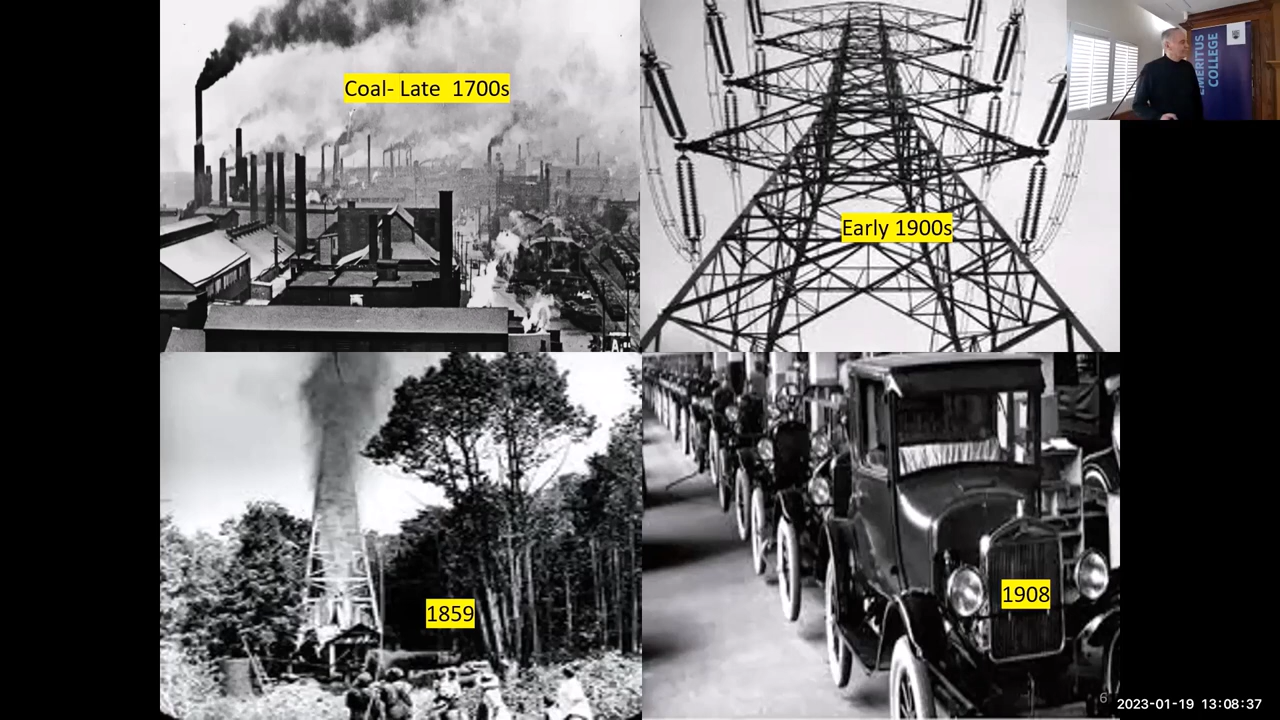 Coal- Late 1700s
Early 1900s
EMERITUS
COLLEGE
1859
1908
6
2023-01-19 13:08:37